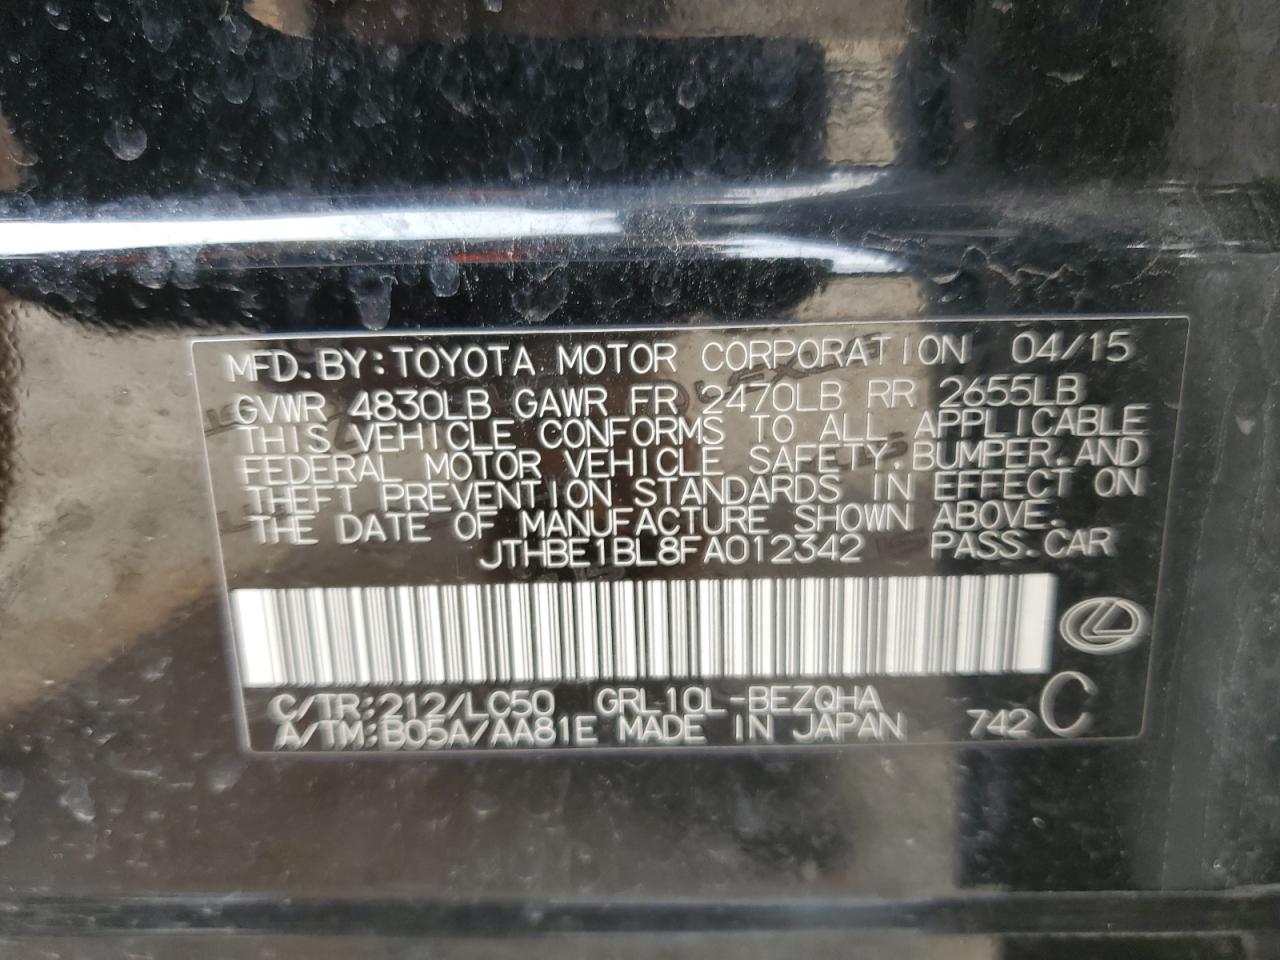 MFD. BY: TOYOTA MOTOR CORPORATION 04/15
GVWR 4830LB GAWR FR 2470LB RR 2655LB
THIS VEHICLE CONFORMS TO ALL APPLICABLE
FEDERAL MOTOR VEHICLE SAFETY, BUMPER, AND
THEFT PREVENTION STANDARDS IN EFFECT ON
THE DATE OF MANUFACTURE SHOWN ABOVE.
JTHBE1BL8FA012342 PASS. CAR
C/TR:212/LC50 GRL10L-BEZQHA
A/TM:B05A/AA81E MADE IN JAPAN 742 C